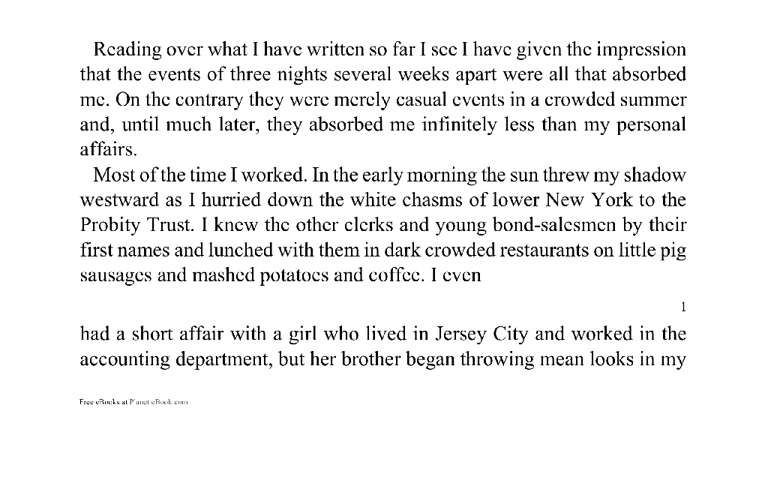 Reading over what I have written so far I see I have given the impression
that the events of three nights several weeks apart were all that absorbed
me. On the contrary they were merely casual events in a crowded summer
and, until much later, they absorbed me infinitely less than my personal
affairs.
Most of the time I worked. In the early morning the sun threw my shadow
westward as I hurried down the white chasms of lower New York to the
Probity Trust. I knew the other clerks and young bond-salesmen by their
first names and lunched with them in dark crowded restaurants on little pig
sausages and mashed potatoes and coffee. I even
1
had a short affair with a girl who lived in Jersey City and worked in the
accounting department, but her brother began throwing mean looks in my
Free eBooks at Planet eBook.com